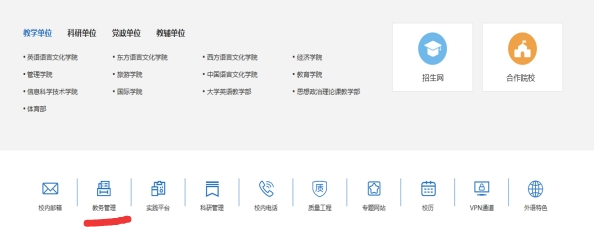 教学单位 科研单位 党政单位 教辅单位
• 英语语言文化学院 • 东方语言文化学院 • 西方语言文化学院 • 经济学院
• 管理学院 • 旅游学院 • 中国语言文化学院 • 教育学院
• 信息科学技术学院 • 国际学院 • 大学英语教学部 • 思想政治理论课教学部
• 体育部
招生网 合作院校
质
校内邮箱 教务管理 实践平台 科研管理 校内电话 质量工程 专题网站 校历 VPN通道 外语特色